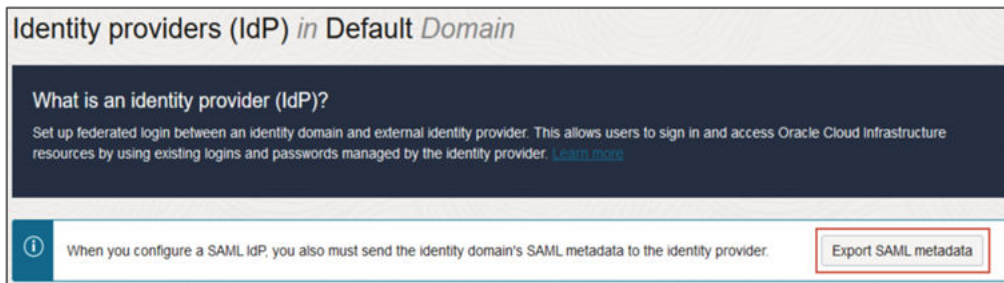 Identity providers (IdP) in Default Domain
What is an identity provider (IdP)?
Set up federated login between an identity domain and external identity provider. This allows users to sign in and access Oracle Cloud Infrastructure
resources by using existing logins and passwords managed by the identity provider. Learn more
When you configure a SAML IdP, you also must send the identity domain's SAML metadata to the identity provider.
Export SAML metadata